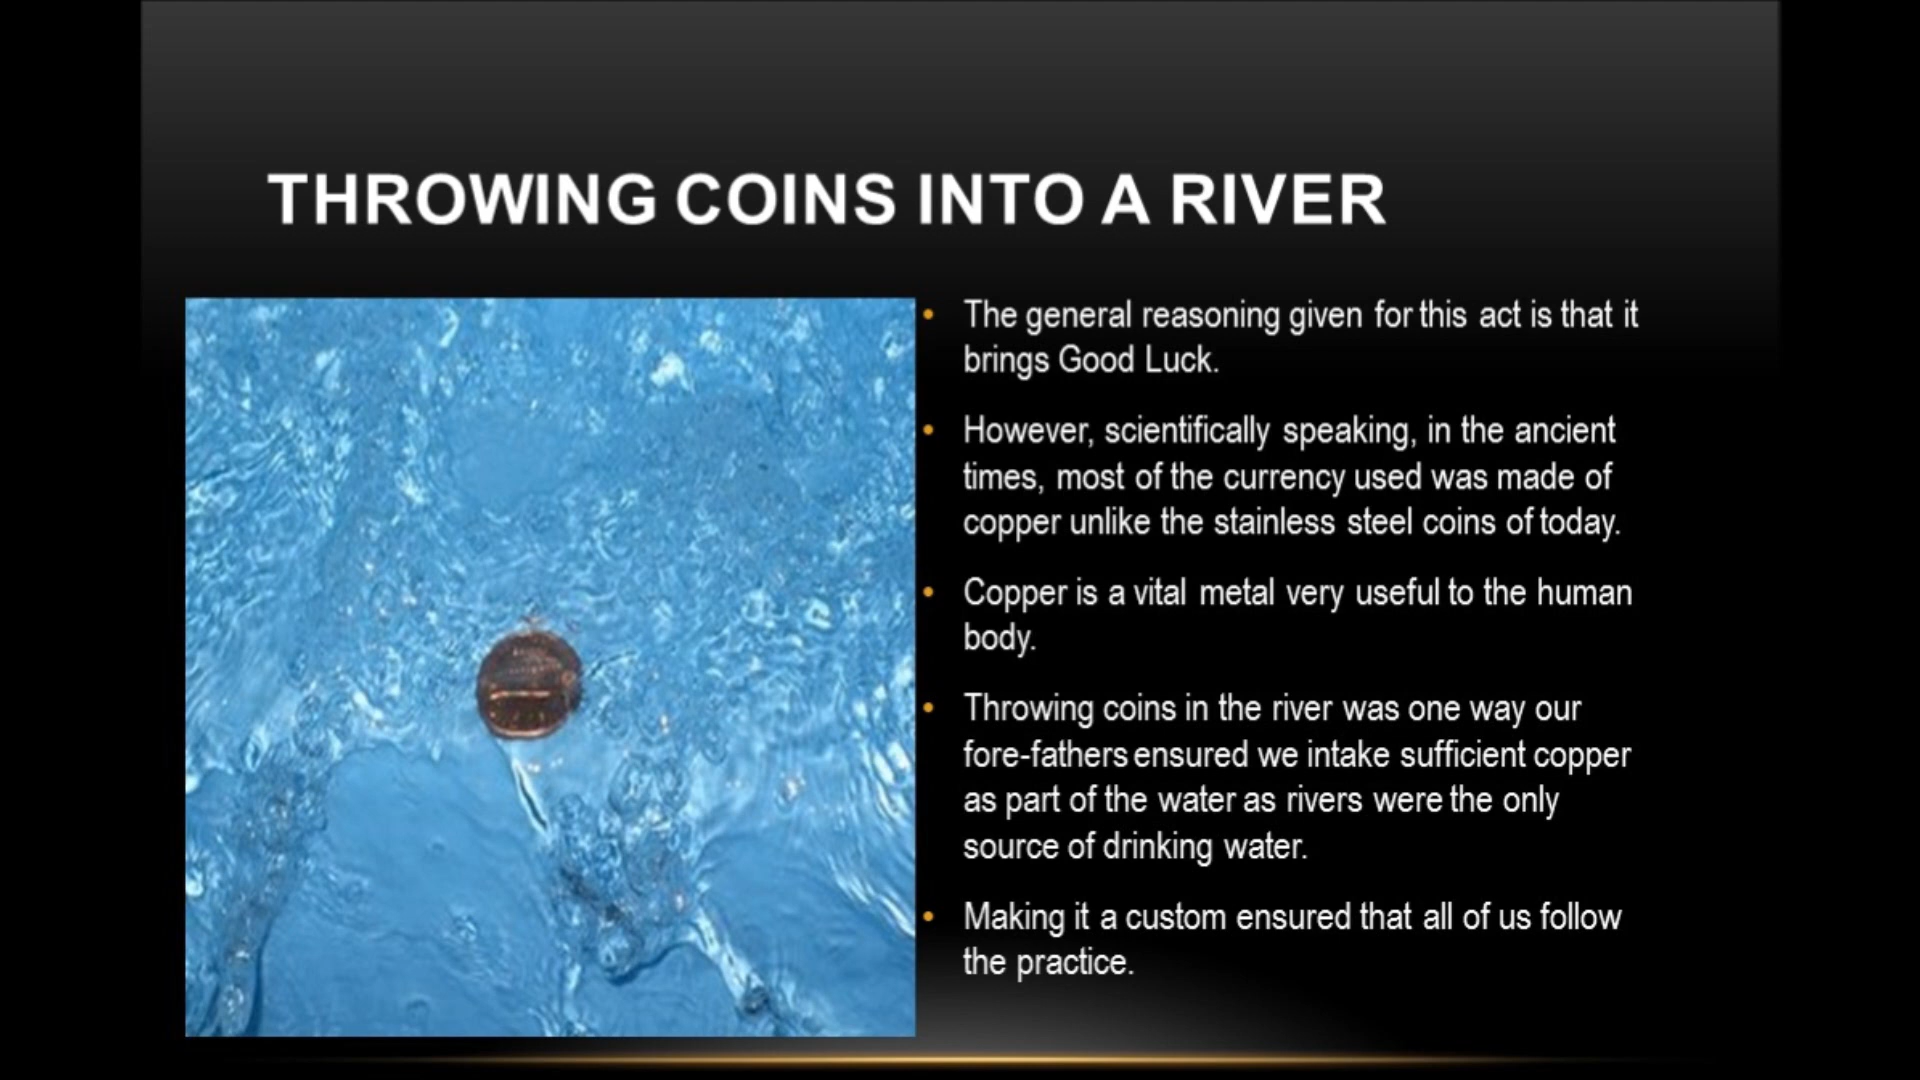 THROWING COINS INTO A RIVER
• The general reasoning given for this act is that it
brings Good Luck.
• However, scientifically speaking, in the ancient
times, most of the currency used was made of
copper unlike the stainless steel coins of today.
• Copper is a vital metal very useful to the human
body.
• Throwing coins in the river was one way our
fore-fathers ensured we intake sufficient copper
as part of the water as rivers were the only
source of drinking water.
• Making it a custom ensured that all of us follow
the practice.